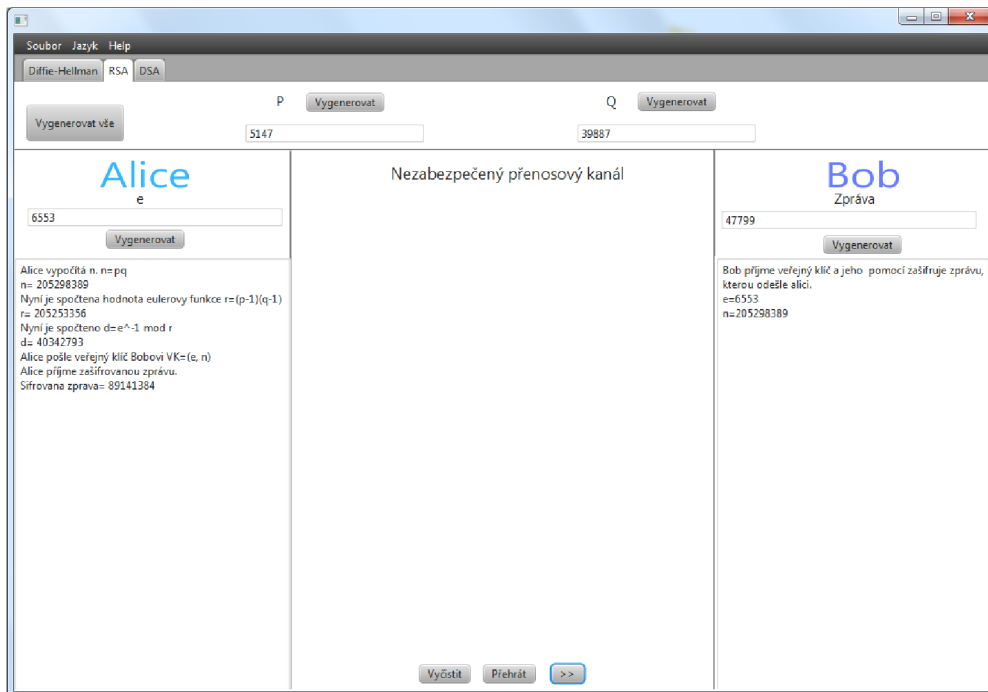 Soubor Jazyk Help
Diffie-Hellman RSA DSA
Vygenerovat vše
P Vygenerovat
5147
Q Vygenerovat
39887
Alice
e
6553
Vygenerovat
Alice vypočítá n. n=pq
n= 205298389
Nyní je spočtena hodnota eulerovy funkce r=(p-1)(q-1)
r= 205253356
Nyní je spočteno d=e^-1 mod r
d= 40342793
Alice pošle veřejný klíč Bobovi VK=(e, n)
Alice příjme zašifrovanou zprávu.
Sifrovana zprava= 89141384
Nezabezpečený přenosový kanál
Vyčistit Přehrát >>
Bob
Zpráva
47799
Vygenerovat
Bob příjme veřejný klíč a jeho pomocí zašifruje zprávu,
kterou odešle alici.
e=6553
n=205298389